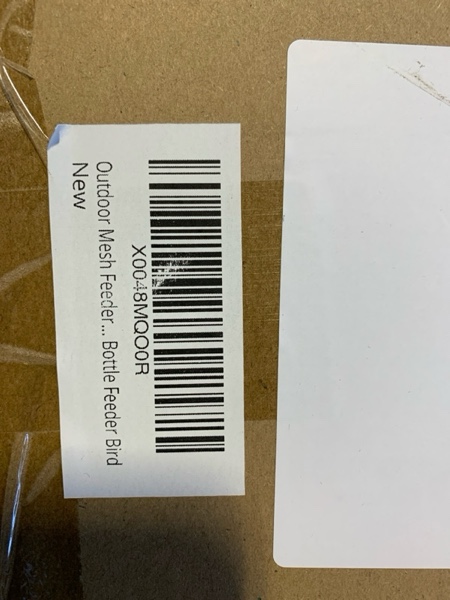 X0048MQO0R
Outdoor Mesh Feeder... Bottle Feeder Bird
New